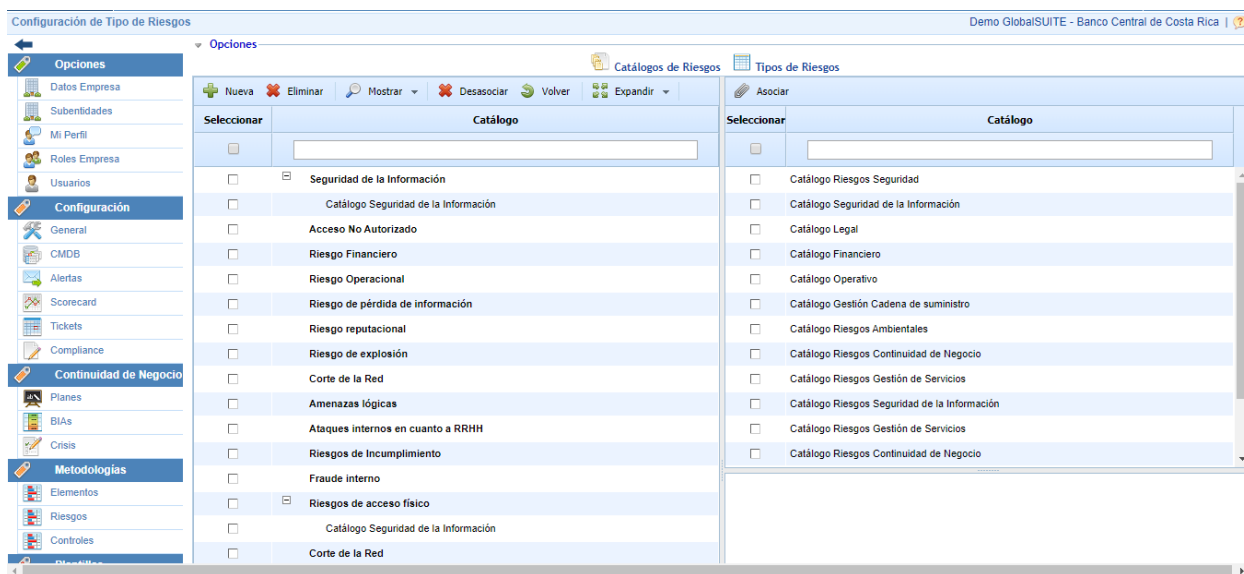 Configuración de Tipo de Riesgos
Demo GlobalSUITE - Banco Central de Costa Rica |
Opciones
Datos Empresa
Subentidades
Mi Perfil
Roles Empresa
Usuarios
Configuración
General
CMDB
Alertas
Scorecard
Tickets
Compliance
Continuidad de Negocio
Planes
BIAs
Crisis
Metodologías
Elementos
Riesgos
Controles
Plantillas
Opciones
Catálogos de Riesgos Tipos de Riesgos
Nueva Eliminar Mostrar Desasociar Volver Expandir
Seleccionar Catálogo
Seguridad de la Información
Catálogo Seguridad de la Información
Acceso No Autorizado
Riesgo Financiero
Riesgo Operacional
Riesgo de pérdida de información
Riesgo reputacional
Riesgo de explosión
Corte de la Red
Amenazas lógicas
Ataques internos en cuanto a RRHH
Riesgos de Incumplimiento
Fraude interno
Riesgos de acceso físico
Catálogo Seguridad de la Información
Corte de la Red
Asociar
Seleccionar Catálogo
Catálogo Riesgos Seguridad
Catálogo Seguridad de la Información
Catálogo Legal
Catálogo Financiero
Catálogo Operativo
Catálogo Gestión Cadena de suministro
Catálogo Riesgos Ambientales
Catálogo Riesgos Continuidad de Negocio
Catálogo Riesgos Gestión de Servicios
Catálogo Riesgos Seguridad de la Información
Catálogo Riesgos Gestión de Servicios
Catálogo Riesgos Continuidad de Negocio